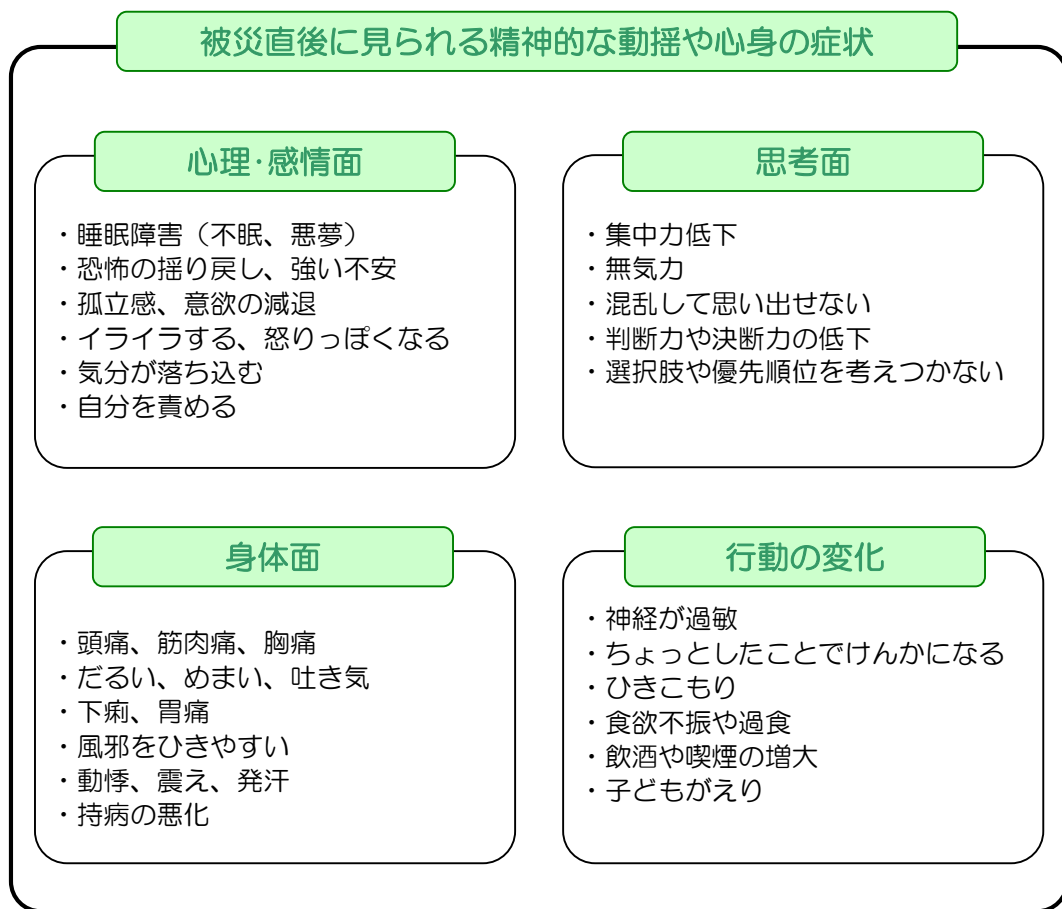 被災直後に見られる精神的な動揺や心身の症状
心理・感情面
・睡眠障害（不眠、悪夢）
・恐怖の揺り戻し、強い不安
・孤立感、意欲の減退
・イライラする、怒りっぽくなる
・気分が落ち込む
・自分を責める
思考面
・集中力低下
・無気力
・混乱して思い出せない
・判断力や決断力の低下
・選択肢や優先順位を考えつかない
身体面
・頭痛、筋肉痛、胸痛
・だるい、めまい、吐き気
・下痢、胃痛
・風邪をひきやすい
・動悸、震え、発汗
・持病の悪化
行動の変化
・神経が過敏
・ちょっとしたことでけんかになる
・ひきこもり
・食欲不振や過食
・飲酒や喫煙の増大
・子どもがえり